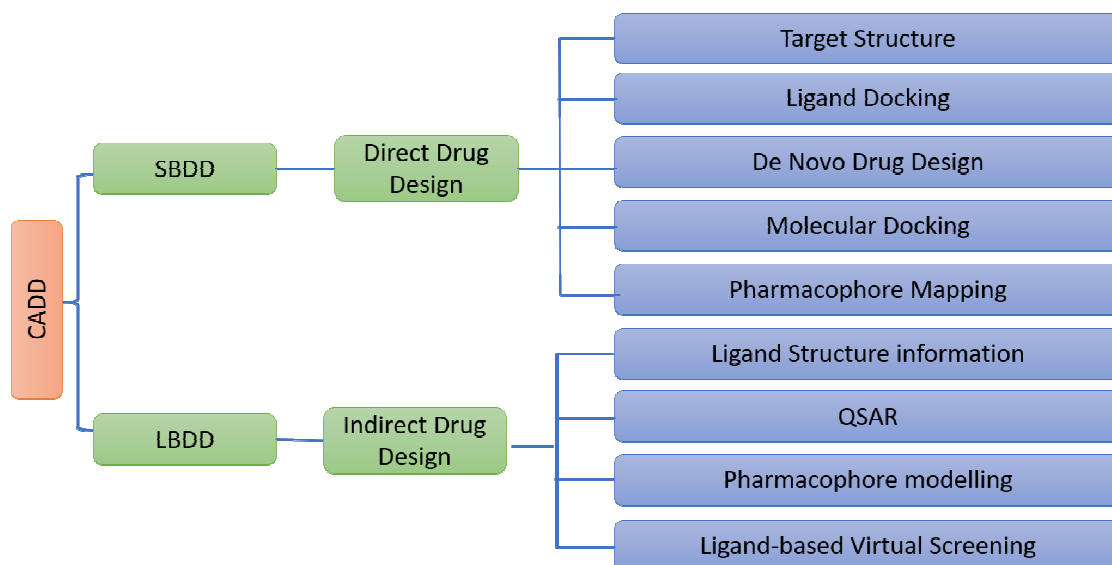 CADD
SBDD
Direct Drug
Design
Target Structure
Ligand Docking
De Novo Drug Design
Molecular Docking
Pharmacophore Mapping
LBDD
Indirect Drug
Design
Ligand Structure information
QSAR
Pharmacophore modelling
Ligand-based Virtual Screening